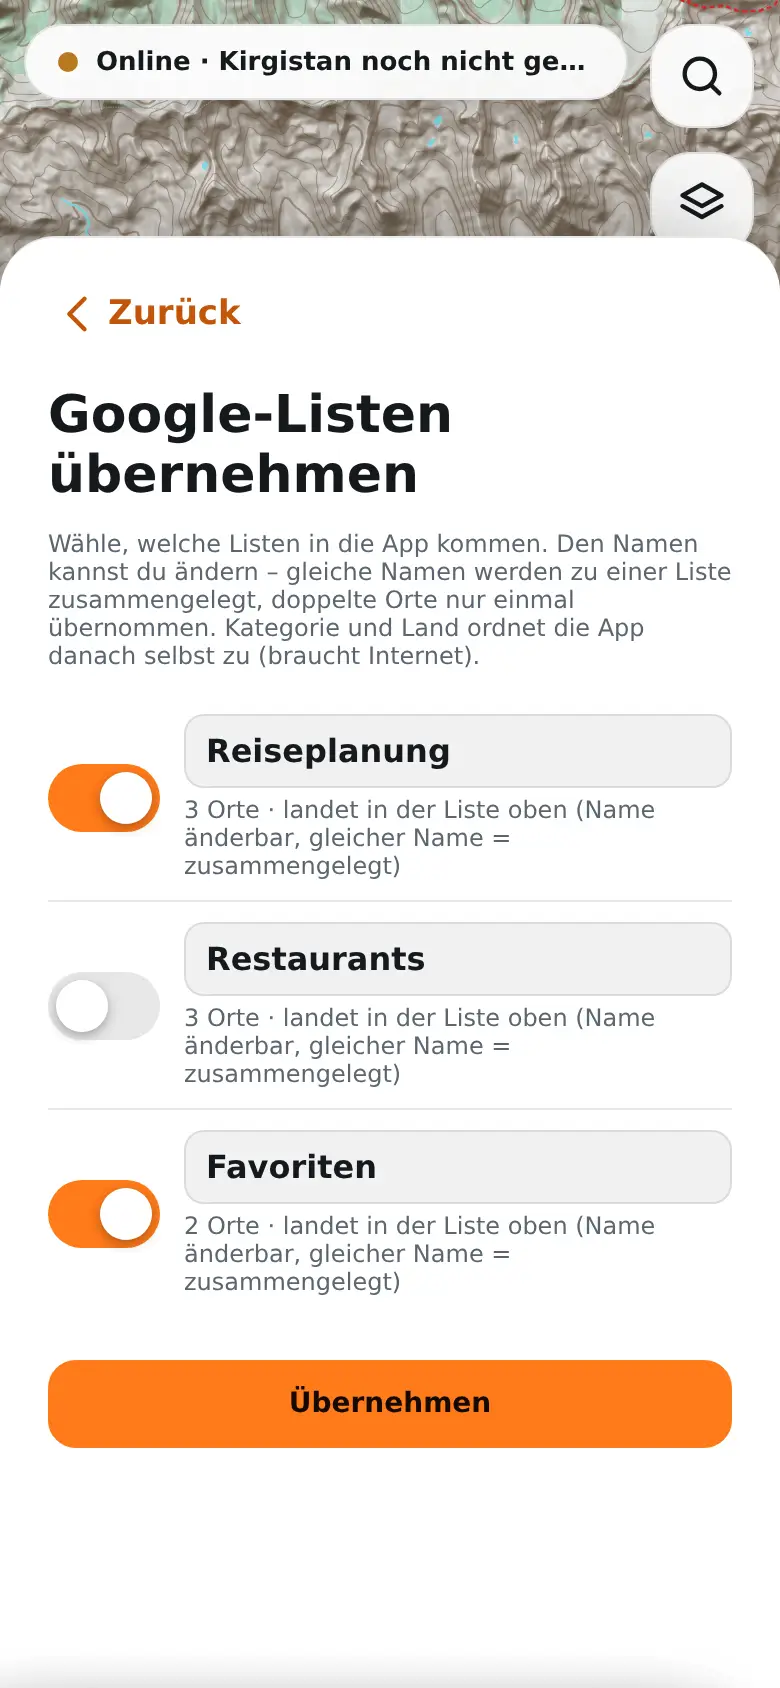 Online · Kirgistan noch nicht ge...
Zurück
Google-Listen
übernehmen
Wähle, welche Listen in die App kommen. Den Namen
kannst du ändern – gleiche Namen werden zu einer Liste
zusammengelegt, doppelte Orte nur einmal
übernommen. Kategorie und Land ordnet die App
danach selbst zu (braucht Internet).
Reiseplanung
3 Orte · landet in der Liste oben (Name
änderbar, gleicher Name =
zusammengelegt)
Restaurants
3 Orte · landet in der Liste oben (Name
änderbar, gleicher Name =
zusammengelegt)
Favoriten
2 Orte · landet in der Liste oben (Name
änderbar, gleicher Name =
zusammengelegt)
Übernehmen